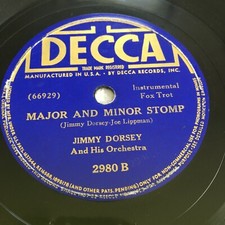 DECCA
TRADE MARK REGISTERED
MANUFACTURED IN U.S.A. BY DECCA RECORDS, INC.
(66929)
Instrumental
Fox Trot
MAJOR AND MINOR STOMP
(Jimmy Dorsey-Joe Lippman)
JIMMY DORSEY
And His Orchestra
2980 B